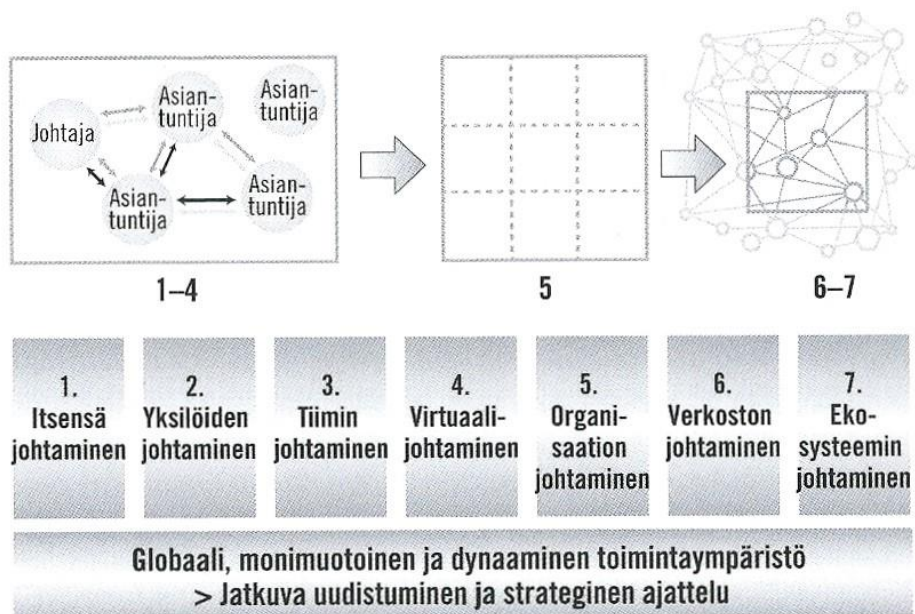 Johtaja
Asian-
tuntija
Asian-
tuntija
Asian-
tuntija
Asian-
tuntija
1–4
5
6–7
1.
Itsensä
johtaminen
2.
Yksilöiden
johtaminen
3.
Tiimin
johtaminen
4.
Virtuaali-
johtaminen
5.
Organi-
saation
johtaminen
6.
Verkoston
johtaminen
7.
Eko-
systeemin
johtaminen
Globaali, monimuotoinen ja dynaaminen toimintaympäristö
> Jatkuva uudistuminen ja strateginen ajattelu